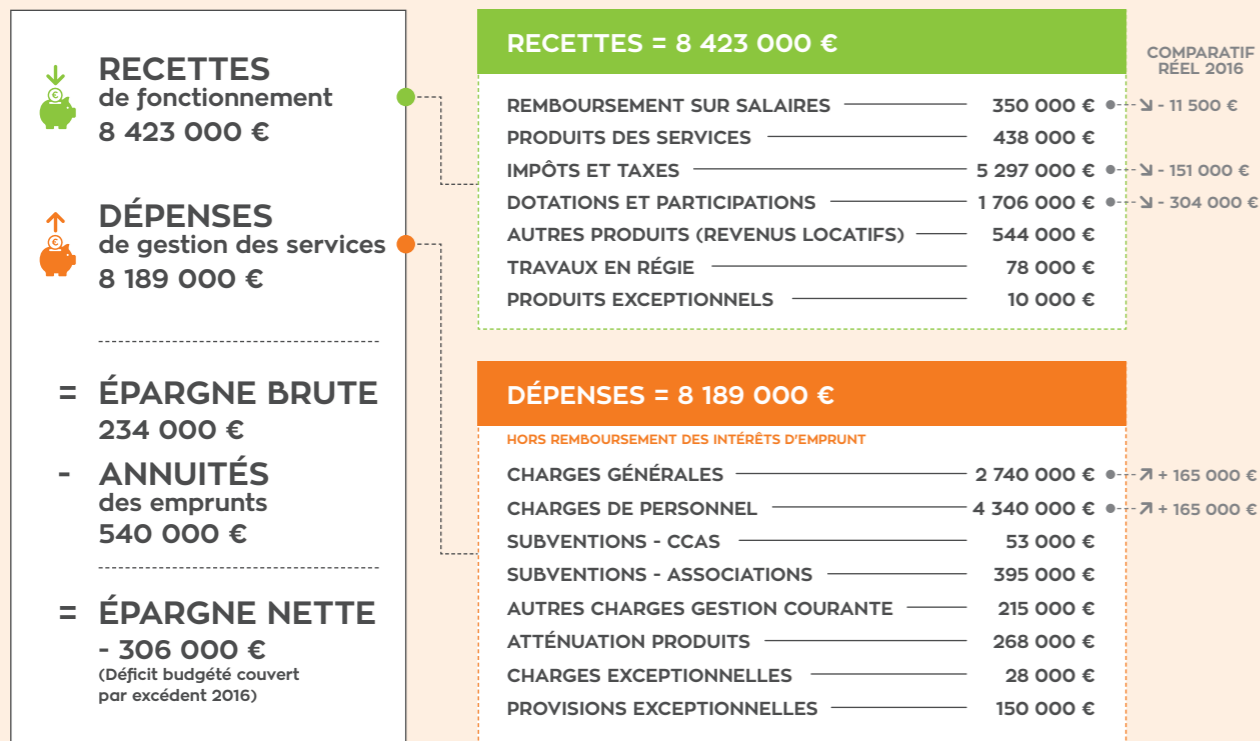 RECETTES
de fonctionnement
8 423 000 €
DÉPENSES
de gestion des services
8 189 000 €
= ÉPARGNE BRUTE
234 000 €
- ANNUITÉS
des emprunts
540 000 €
= ÉPARGNE NETTE
- 306 000 €
(Déficit budgété couvert
par excédent 2016)
RECETTES = 8 423 000 €
COMPARATIF
RÉEL 2016
REMBOURSEMENT SUR SALAIRES 350 000 € - 11 500 €
PRODUITS DES SERVICES 438 000 €
IMPÔTS ET TAXES 5 297 000 € - 151 000 €
DOTATIONS ET PARTICIPATIONS 1 706 000 € - 304 000 €
AUTRES PRODUITS (REVENUS LOCATIFS) 544 000 €
TRAVAUX EN RÉGIE 78 000 €
PRODUITS EXCEPTIONNELS 10 000 €
DÉPENSES = 8 189 000 €
HORS REMBOURSEMENT DES INTÉRÊTS D'EMPRUNT
CHARGES GÉNÉRALES 2 740 000 € + 165 000 €
CHARGES DE PERSONNEL 4 340 000 € + 165 000 €
SUBVENTIONS - CCAS 53 000 €
SUBVENTIONS - ASSOCIATIONS 395 000 €
AUTRES CHARGES GESTION COURANTE 215 000 €
ATTÉNUATION PRODUITS 268 000 €
CHARGES EXCEPTIONNELLES 28 000 €
PROVISIONS EXCEPTIONNELLES 150 000 €